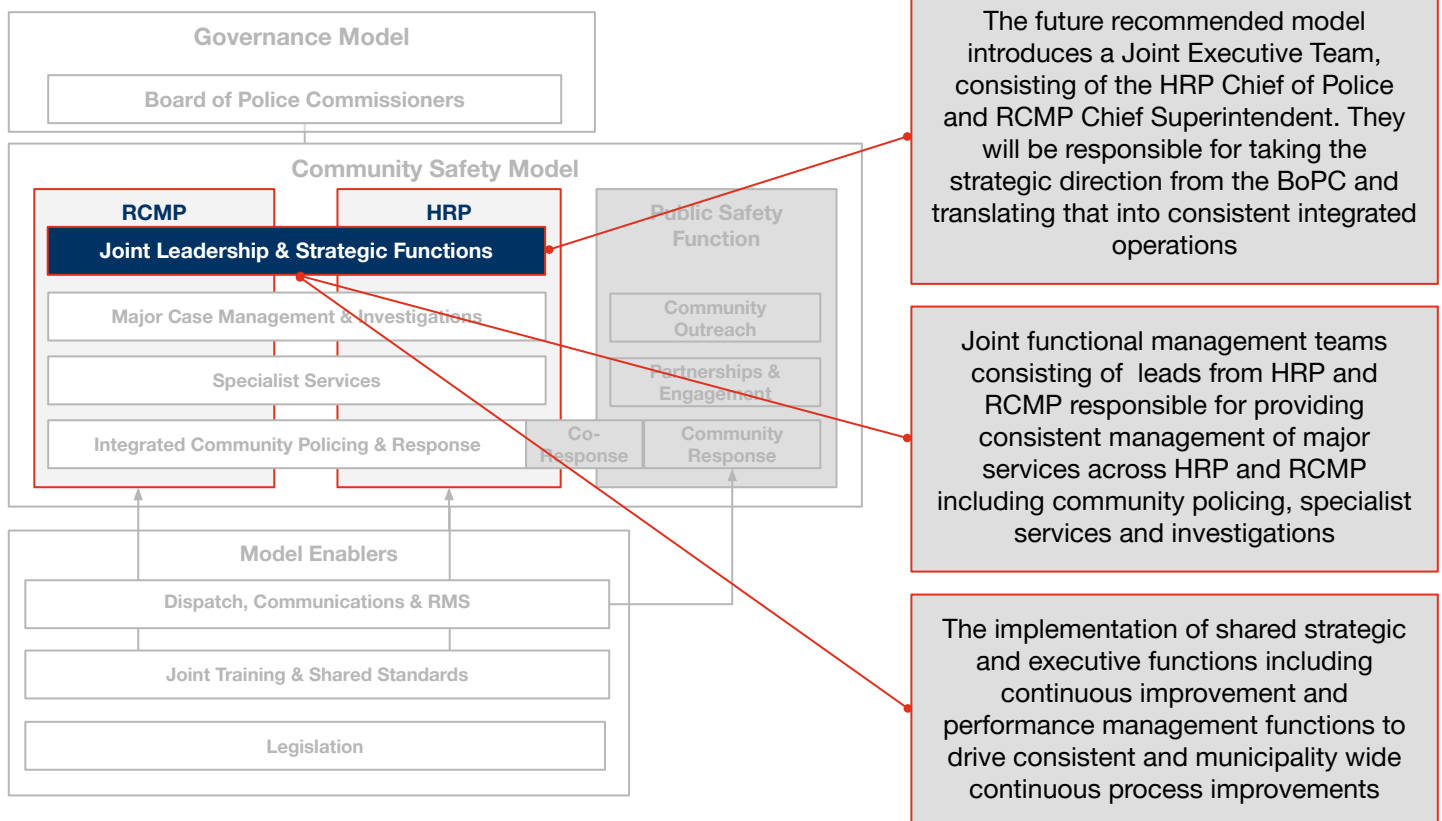 Governance Model
Board of Police Commissioners
Community Safety Model
RCMP
HRP
Public Safety
Function
Joint Leadership & Strategic Functions
Major Case Management & Investigations
Community
Outreach
Specialist Services
Partnerships &
Engagement
Integrated Community Policing & Response
Co-
Response
Community
Response
Model Enablers
Dispatch, Communications & RMS
Joint Training & Shared Standards
Legislation
The future recommended model
introduces a Joint Executive Team,
consisting of the HRP Chief of Police
and RCMP Chief Superintendent. They
will be responsible for taking the
strategic direction from the BoPC and
translating that into consistent integrated
operations
Joint functional management teams
consisting of  leads from HRP and
RCMP responsible for providing
consistent management of major
services across HRP and RCMP
including community policing, specialist
services and investigations
The implementation of shared strategic
and executive functions including
continuous improvement and
performance management functions to
drive consistent and municipality wide
continuous process improvements